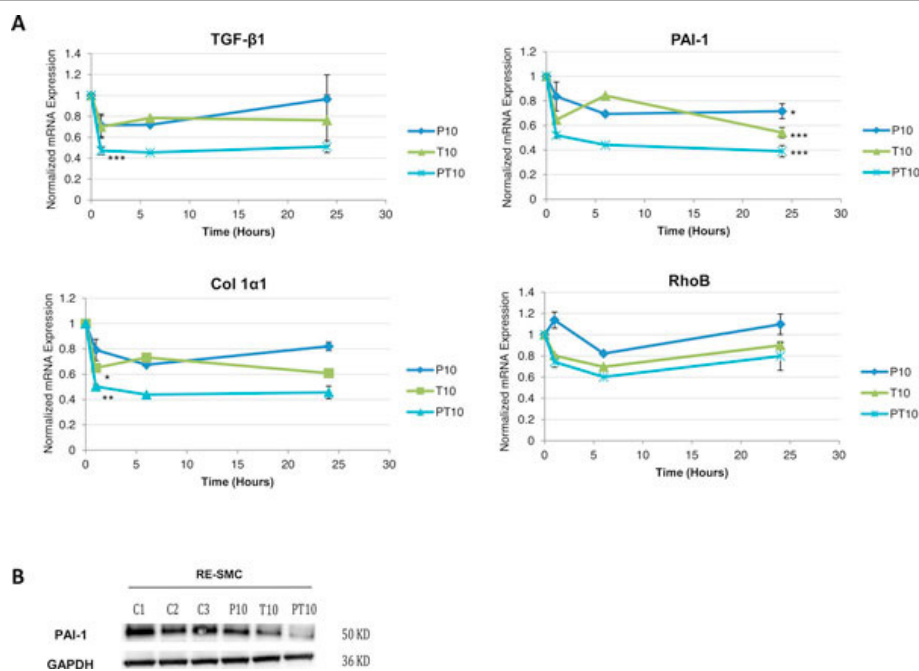 A
TGF-β1
Normalized mRNA Expression
1.4
1.2
1
0.8
0.6
0.4
0.2
0
0 5 10 15 20 25 30
Time (Hours)
***
P10
T10
PT10
PAI-1
Normalized mRNA Expression
1.2
1
0.8
0.6
0.4
0.2
0
0 5 10 15 20 25 30
Time (Hours)
*
***
***
P10
T10
PT10
Col 1α1
Normalized mRNA Expression
1.2
1
0.8
0.6
0.4
0.2
0
0 5 10 15 20 25 30
Time (Hours)
*
**
P10
T10
PT10
RhoB
Normalized mRNA Expression
1.4
1.2
1.0
0.8
0.6
0.4
0.2
0
0 5 10 15 20 25 30
Time (Hours)
P10
T10
PT10
B
RE-SMC
C1 C2 C3 P10 T10 PT10
PAI-1 50 KD
GAPDH 36 KD